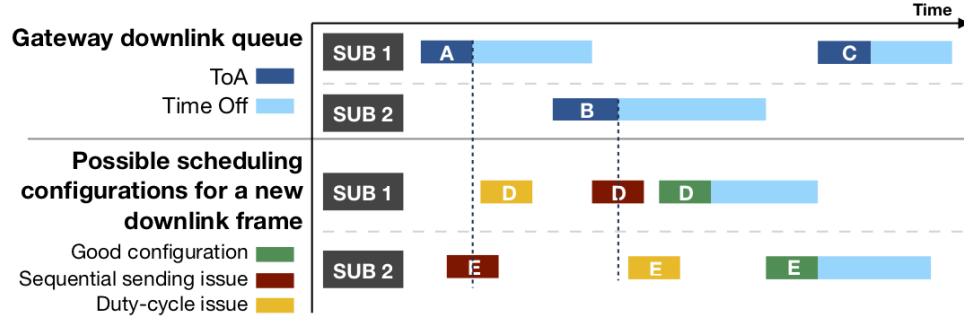 Time
Gateway downlink queue
ToA
Time Off
SUB 1
A
C
SUB 2
B
Possible scheduling
configurations for a new
downlink frame
Good configuration
Sequential sending issue
Duty-cycle issue
SUB 1
D
D
D
SUB 2
E
E
E